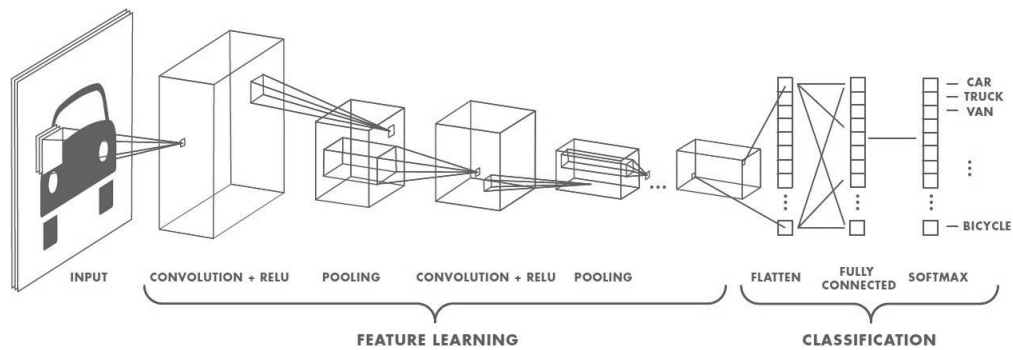 CAR
TRUCK
VAN
BICYCLE
INPUT
CONVOLUTION + RELU
POOLING
CONVOLUTION + RELU
POOLING
FLATTEN
FULLY
CONNECTED
SOFTMAX
FEATURE LEARNING
CLASSIFICATION